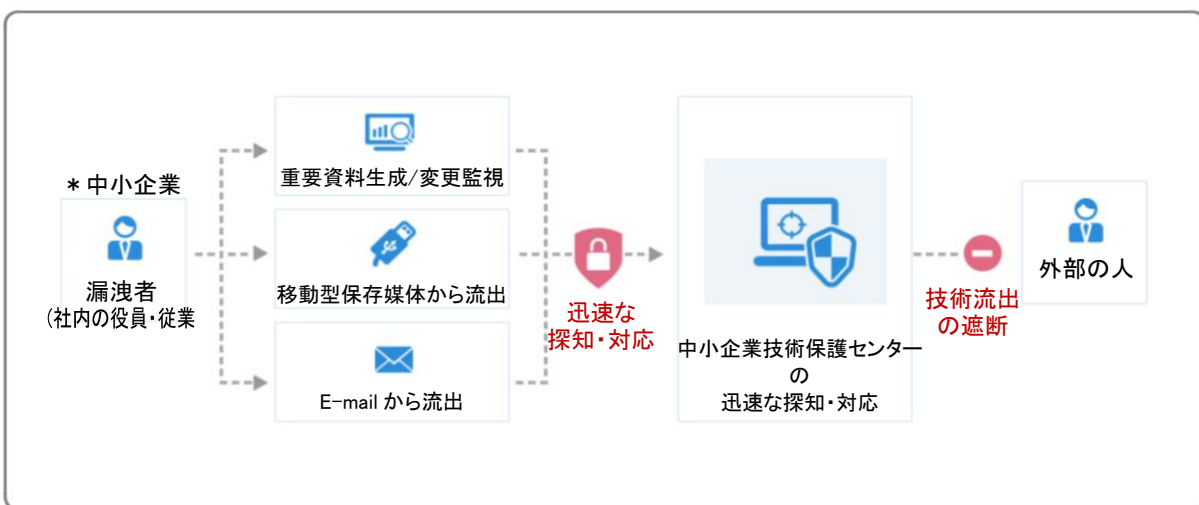 *中小企業
漏洩者
(社内の役員・従業
重要資料生成/変更監視
移動型保存媒体から流出
E-mail から流出
迅速な
探知・対応
中小企業技術保護センター
の
迅速な探知・対応
技術流出
の遮断
外部の人